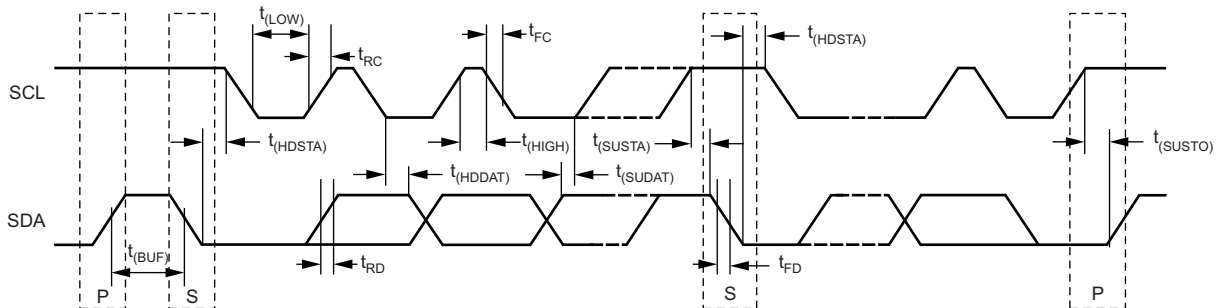 t(LOW)
tRC
tFC
t(HDSTA)
SCL
t(HDSTA)
t(HIGH)
t(SUSTA)
t(SUSTO)
t(HDDAT)
t(SUDAT)
SDA
t(BUF)
tRD
tFD
P
S
S
P